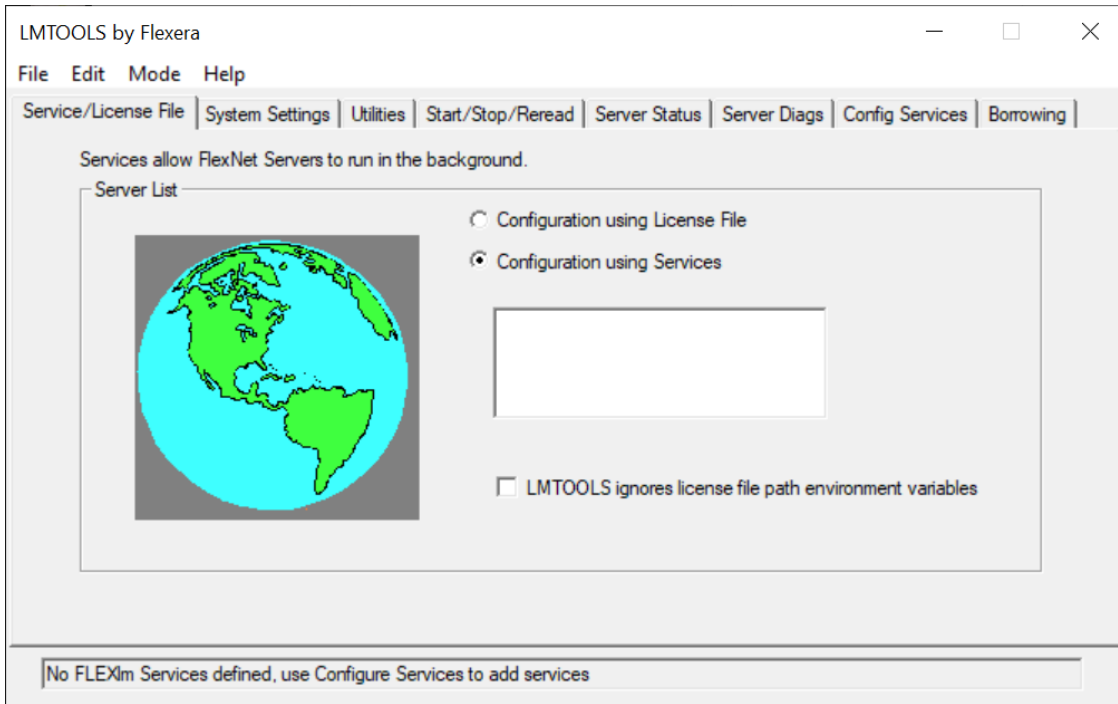 LMTOOLS by Flexera
File Edit Mode Help
Service/License File System Settings Utilities Start/Stop/Reread Server Status Server Diags Config Services Borrowing
Services allow FlexNet Servers to run in the background.
Server List
Configuration using License File
Configuration using Services
LMTOOLS ignores license file path environment variables
No FLEXlm Services defined, use Configure Services to add services